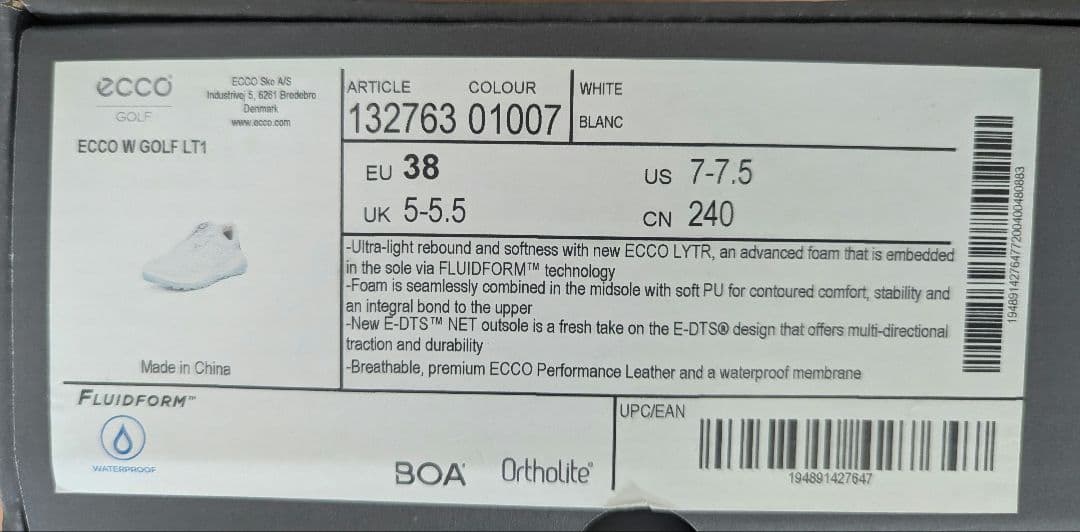 ecco
GOLF
ECCO Sko A/S
Industrivej 5, 6261 Bredebro
Denmark
www.ecco.com
ECCO W GOLF LT1
Made in China
ARTICLE COLOUR
132763 01007
WHITE
BLANC
EU 38
US 7-7.5
UK 5-5.5
CN 240
-Ultra-light rebound and softness with new ECCO LYTR, an advanced foam that is embedded
in the sole via FLUIDFORM™ technology
-Foam is seamlessly combined in the midsole with soft PU for contoured comfort, stability and
an integral bond to the upper
-New E-DTS™ NET outsole is a fresh take on the E-DTS® design that offers multi-directional
traction and durability
-Breathable, premium ECCO Performance Leather and a waterproof membrane
1948914276477200400480883
FLUIDFORM™
WATERPROOF
BOA®
Ortholite®
UPC/EAN
194891427647